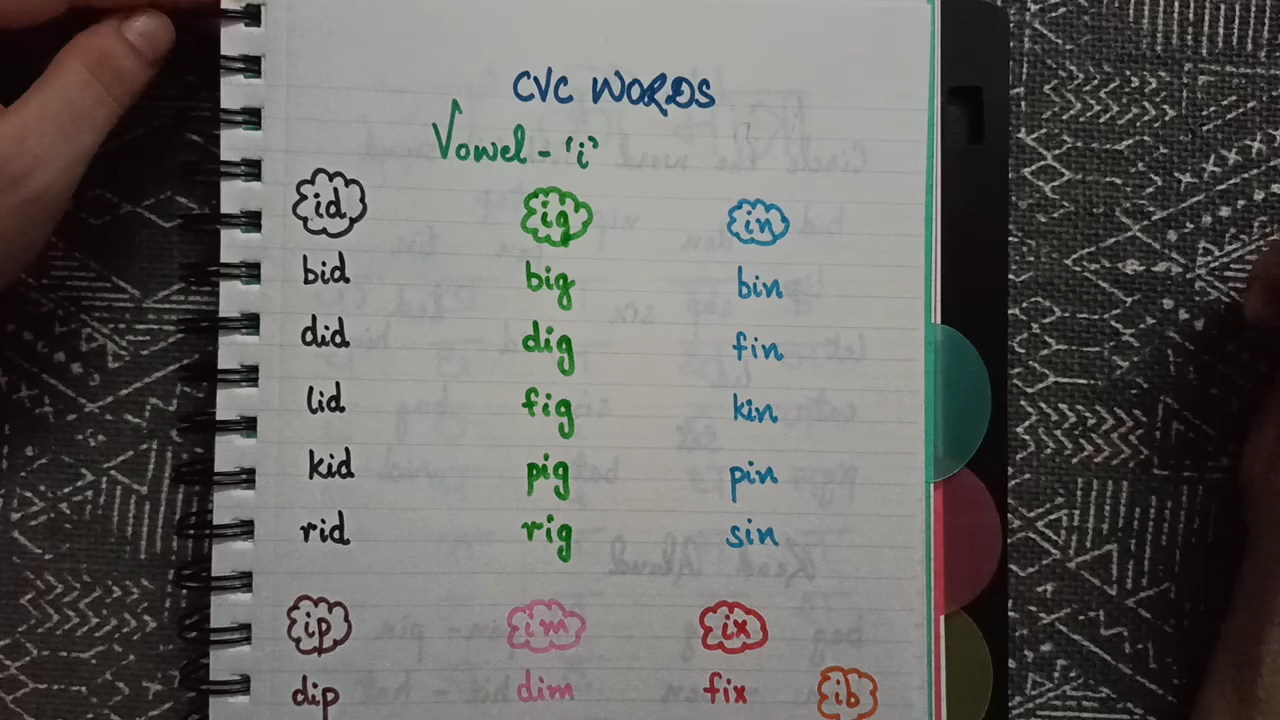 CVC WORDS
Vowel - 'i'
id ig in
bid big bin
did dig fin
lid fig kin
kid pig pin
rid rig sin
ip im ix
dip dim fix ib